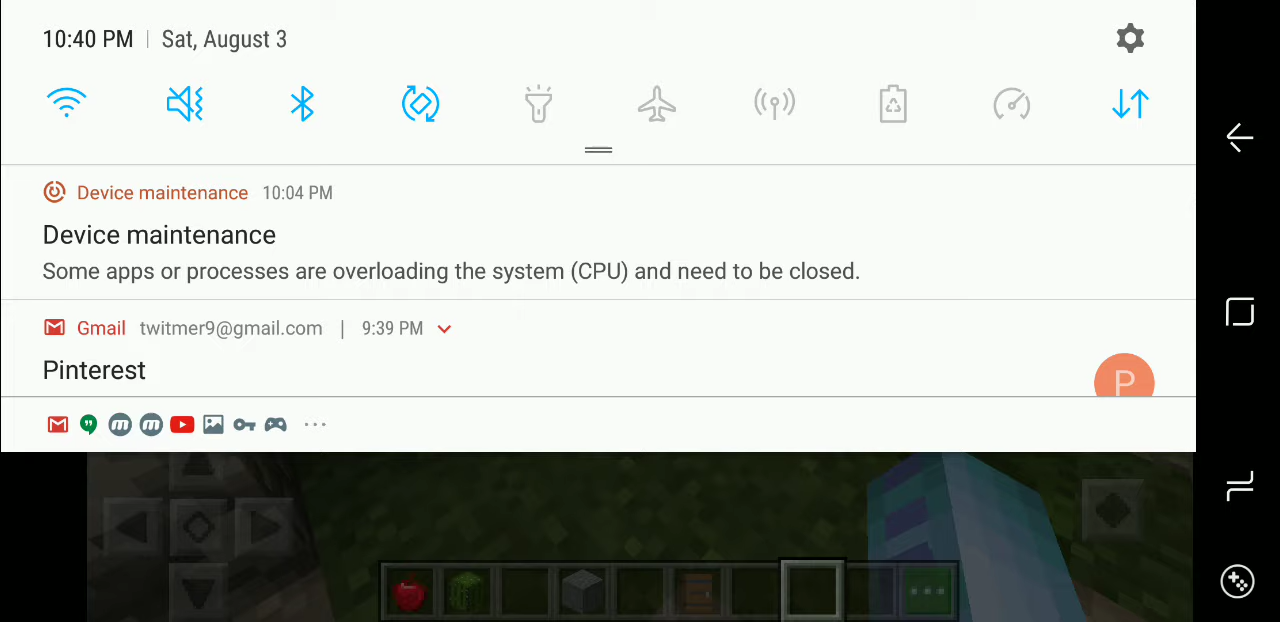 10:40 PM | Sat, August 3
Device maintenance 10:04 PM
Device maintenance
Some apps or processes are overloading the system (CPU) and need to be closed.
Gmail twitmer9@gmail.com | 9:39 PM
Pinterest
P